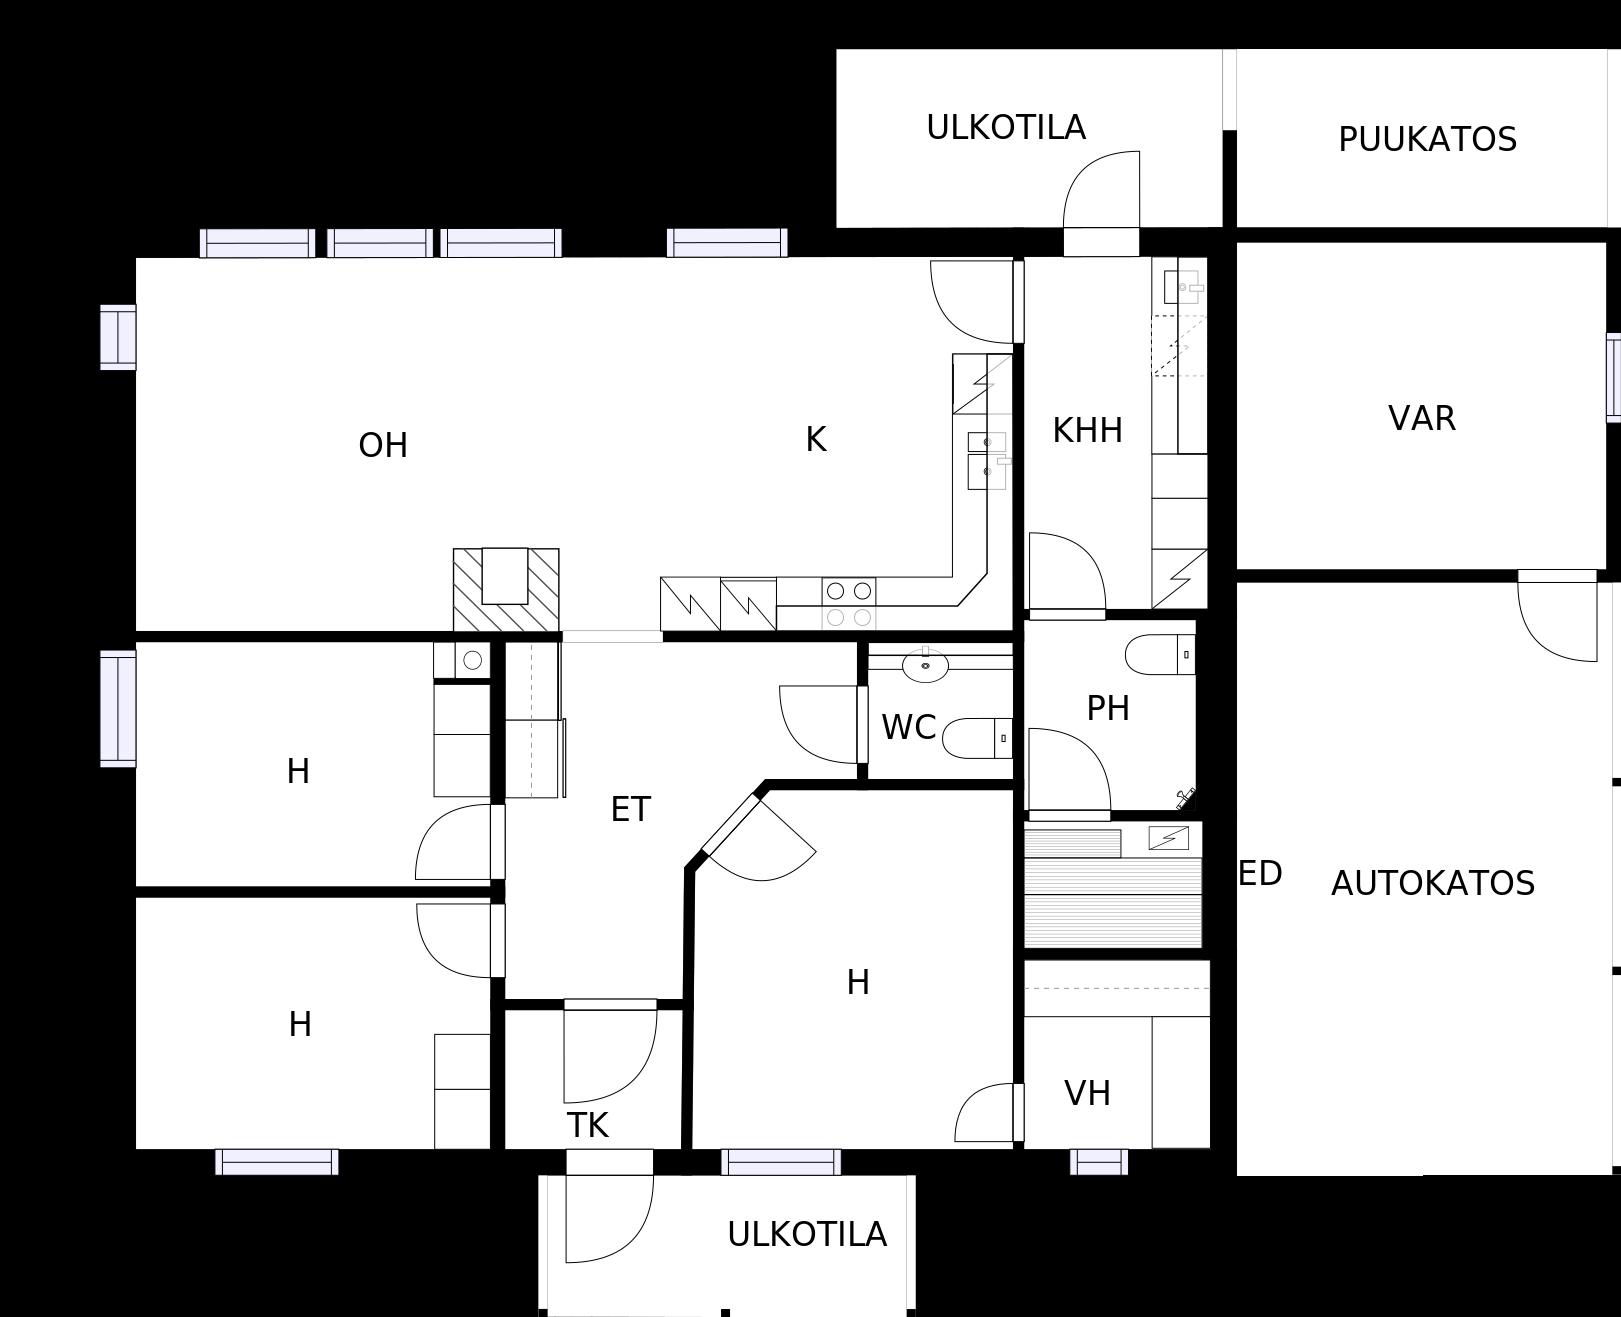 ULKOTILA
PUUKATOS
OH
K
KHH
VAR
WC
PH
H
ET
ED
AUTOKATOS
H
H
VH
TK
ULKOTILA